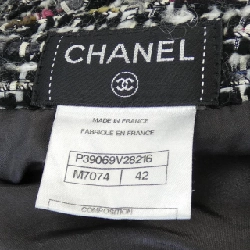 CHANEL
MADE IN FRANCE
FABRIQUE EN FRANCE
P39069V28216
M7074 42
COMPOSITION